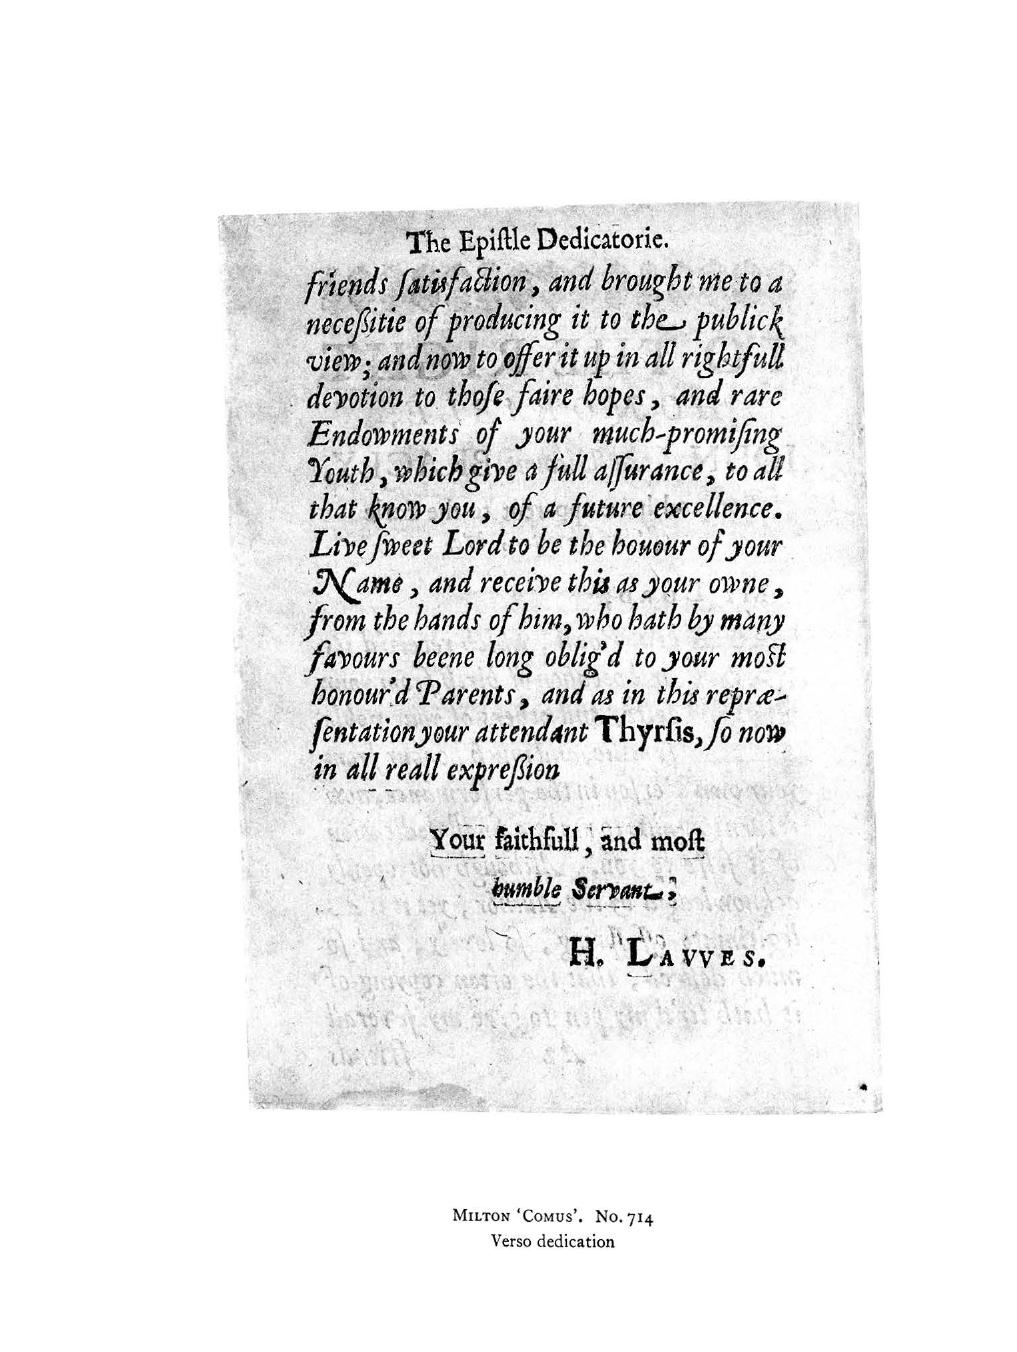 The Epiſtle Dedicatorie.
friends ſatisfaction, and brought me to a
neceſsitie of producing it to the publick
view; and now to offer it up in all rightfull
devotion to thoſe faire hopes, and rare
Endowments of your much-promiſing
Youth, which give a full aſſurance, to all
that know you, of a future excellence.
Live ſweet Lord to be the houour of your
Name, and receive this as your owne,
from the hands of him, who hath by many
favours beene long oblig'd to your moſt
honour'd Parents, and as in this repræ-
ſentation your attendant Thyrſis, ſo now
in all reall expreſsion
Your faithfull, and moſt
humble Servant,
H. LAVVES.
MILTON 'COMUS'. No. 714
Verso dedication